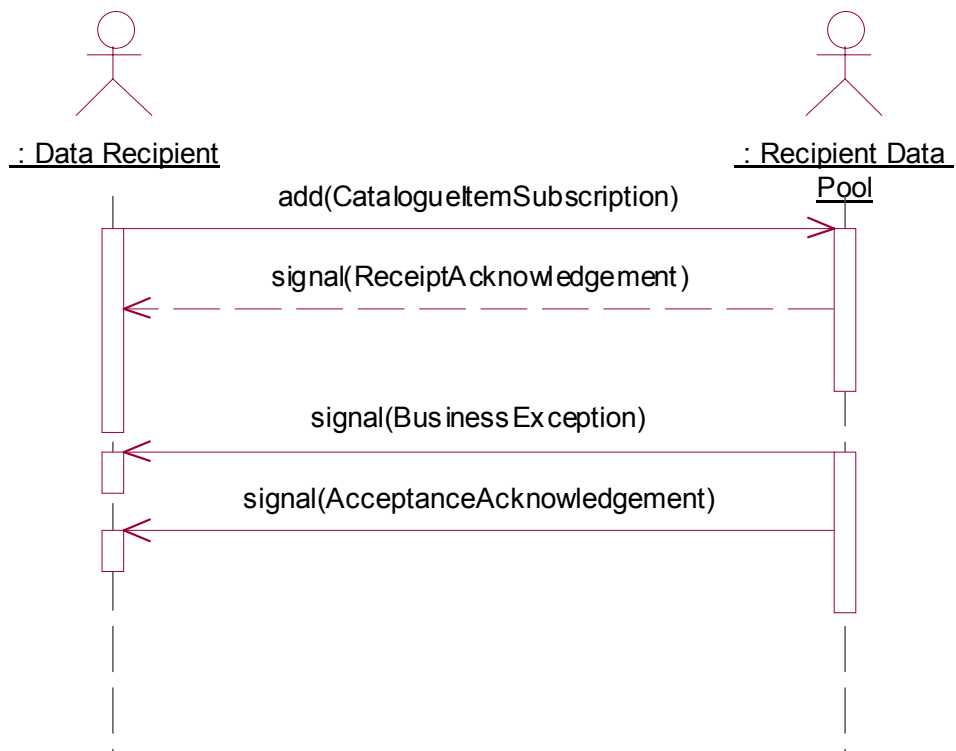 : Data Recipient
: Recipient Data
Pool
add(CatalogueItemSubscription)
signal(ReceiptAcknowledgement)
signal(BusinessException)
signal(AcceptanceAcknowledgement)